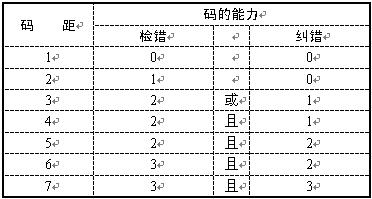 码 距 码的能力
检错 纠错
1 0 0
2 1 0
3 2 或 1
4 2 且 1
5 2 且 2
6 3 且 2
7 3 且 3